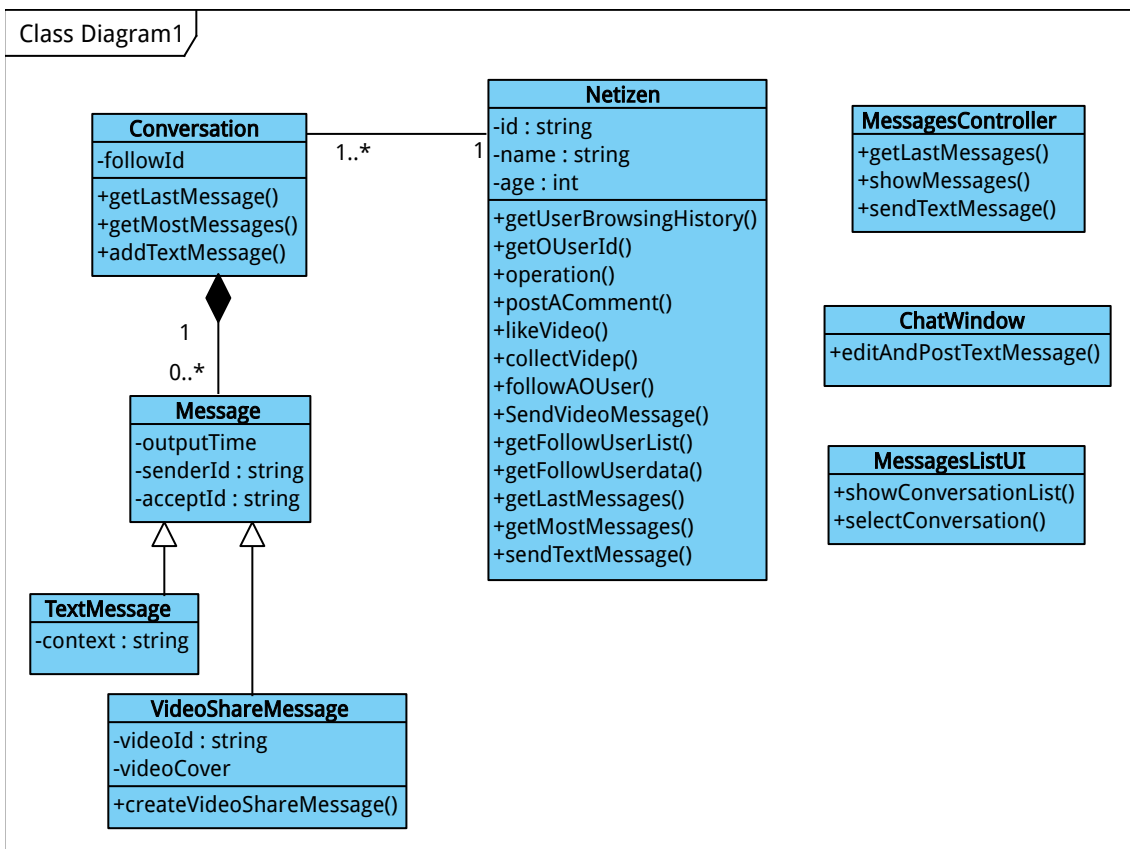 Class Diagram1
Conversation
-followId
+getLastMessage()
+getMostMessages()
+addTextMessage()
1..*
1
Netizen
-id : string
-name : string
-age : int
+getUserBrowsingHistory()
+getOUserId()
+operation()
+postAComment()
+likeVideo()
+collectVidep()
+followAOUser()
+SendVideoMessage()
+getFollowUserList()
+getFollowUserdata()
+getLastMessages()
+getMostMessages()
+sendTextMessage()
MessagesController
+getLastMessages()
+showMessages()
+sendTextMessage()
ChatWindow
+editAndPostTextMessage()
MessagesListUI
+showConversationList()
+selectConversation()
1
0..*
Message
-outputTime
-senderId : string
-acceptId : string
TextMessage
-context : string
VideoShareMessage
-videoId : string
-videoCover
+createVideoShareMessage()